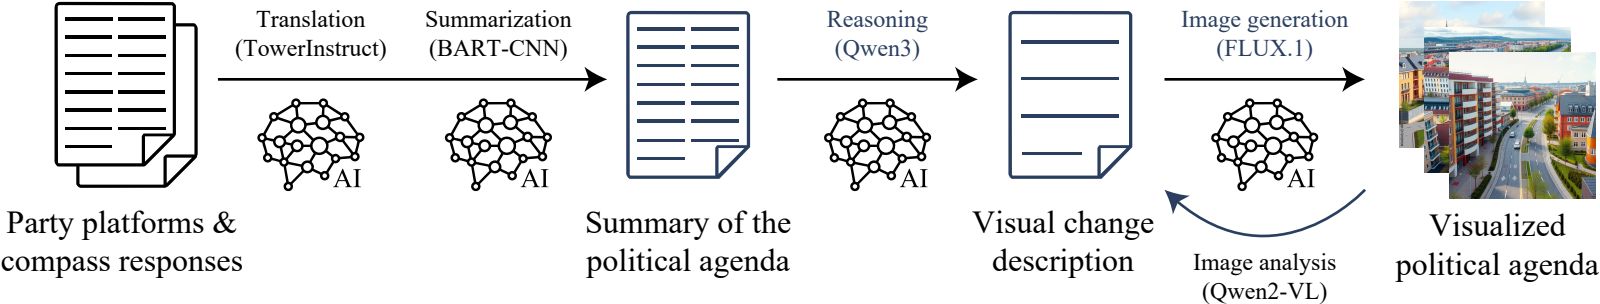 Translation
(TowerInstruct)
Summarization
(BART-CNN)
Reasoning
(Qwen3)
Image generation
(FLUX.1)
AI
AI
AI
AI
Party platforms &
compass responses
Summary of the
political agenda
Visual change
description
Image analysis
(Qwen2-VL)
Visualized
political agenda